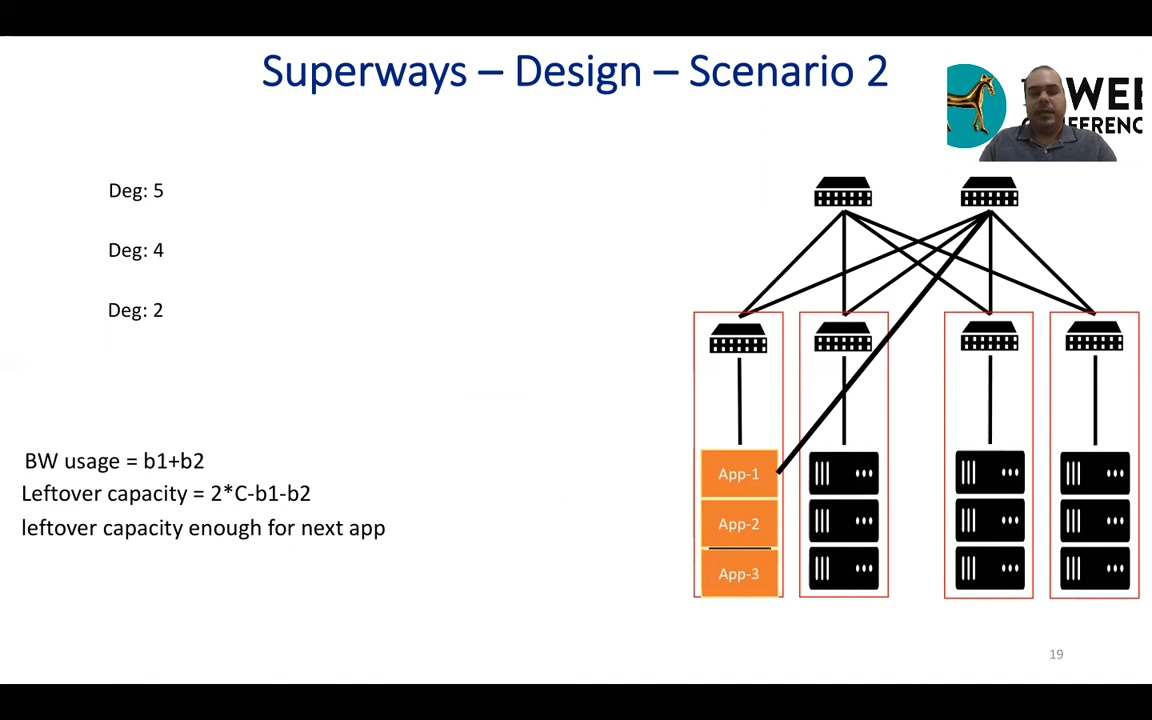 Superways – Design – Scenario 2
Deg: 5
Deg: 4
Deg: 2
BW usage = b1+b2
Leftover capacity = 2*C-b1-b2
leftover capacity enough for next app
App-1
App-2
App-3
19